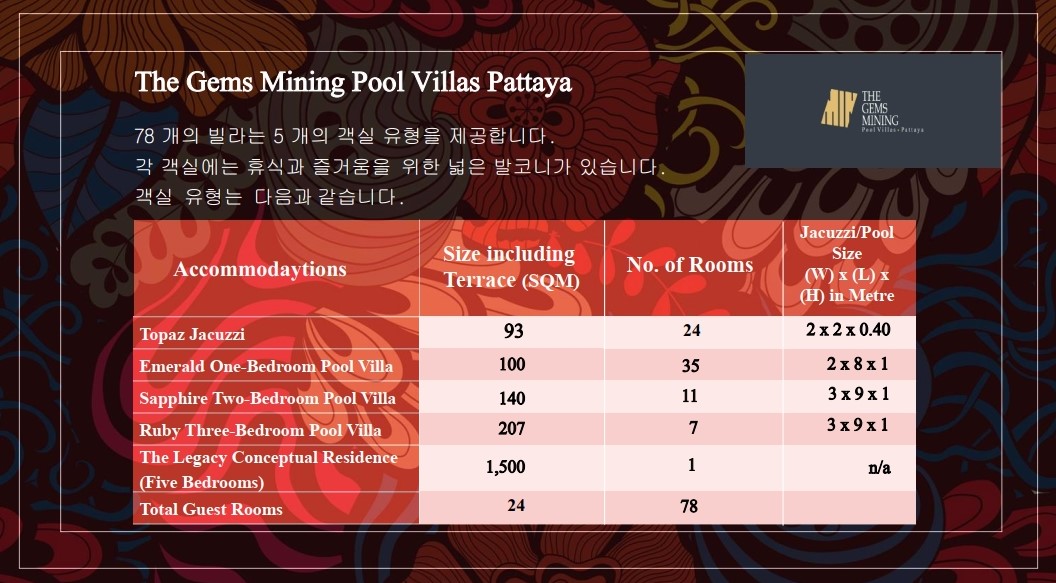 The Gems Mining Pool Villas Pattaya
THE
GEMS
MINING
Pool Villas • Pattaya
78 개의 빌라는 5 개의 객실 유형을 제공합니다.
각 객실에는 휴식과 즐거움을 위한 넓은 발코니가 있습니다.
객실 유형는 다음과 같습니다.
Accommodaytions
Size including
Terrace (SQM)
No. of Rooms
Jacuzzi/Pool
Size
(W) x (L) x
(H) in Metre
Topaz Jacuzzi 93 24 2 x 2 x 0.40
Emerald One-Bedroom Pool Villa 100 35 2 x 8 x 1
Sapphire Two-Bedroom Pool Villa 140 11 3 x 9 x 1
Ruby Three-Bedroom Pool Villa 207 7 3 x 9 x 1
The Legacy Conceptual Residence
(Five Bedrooms) 1,500 1 n/a
Total Guest Rooms 24 78